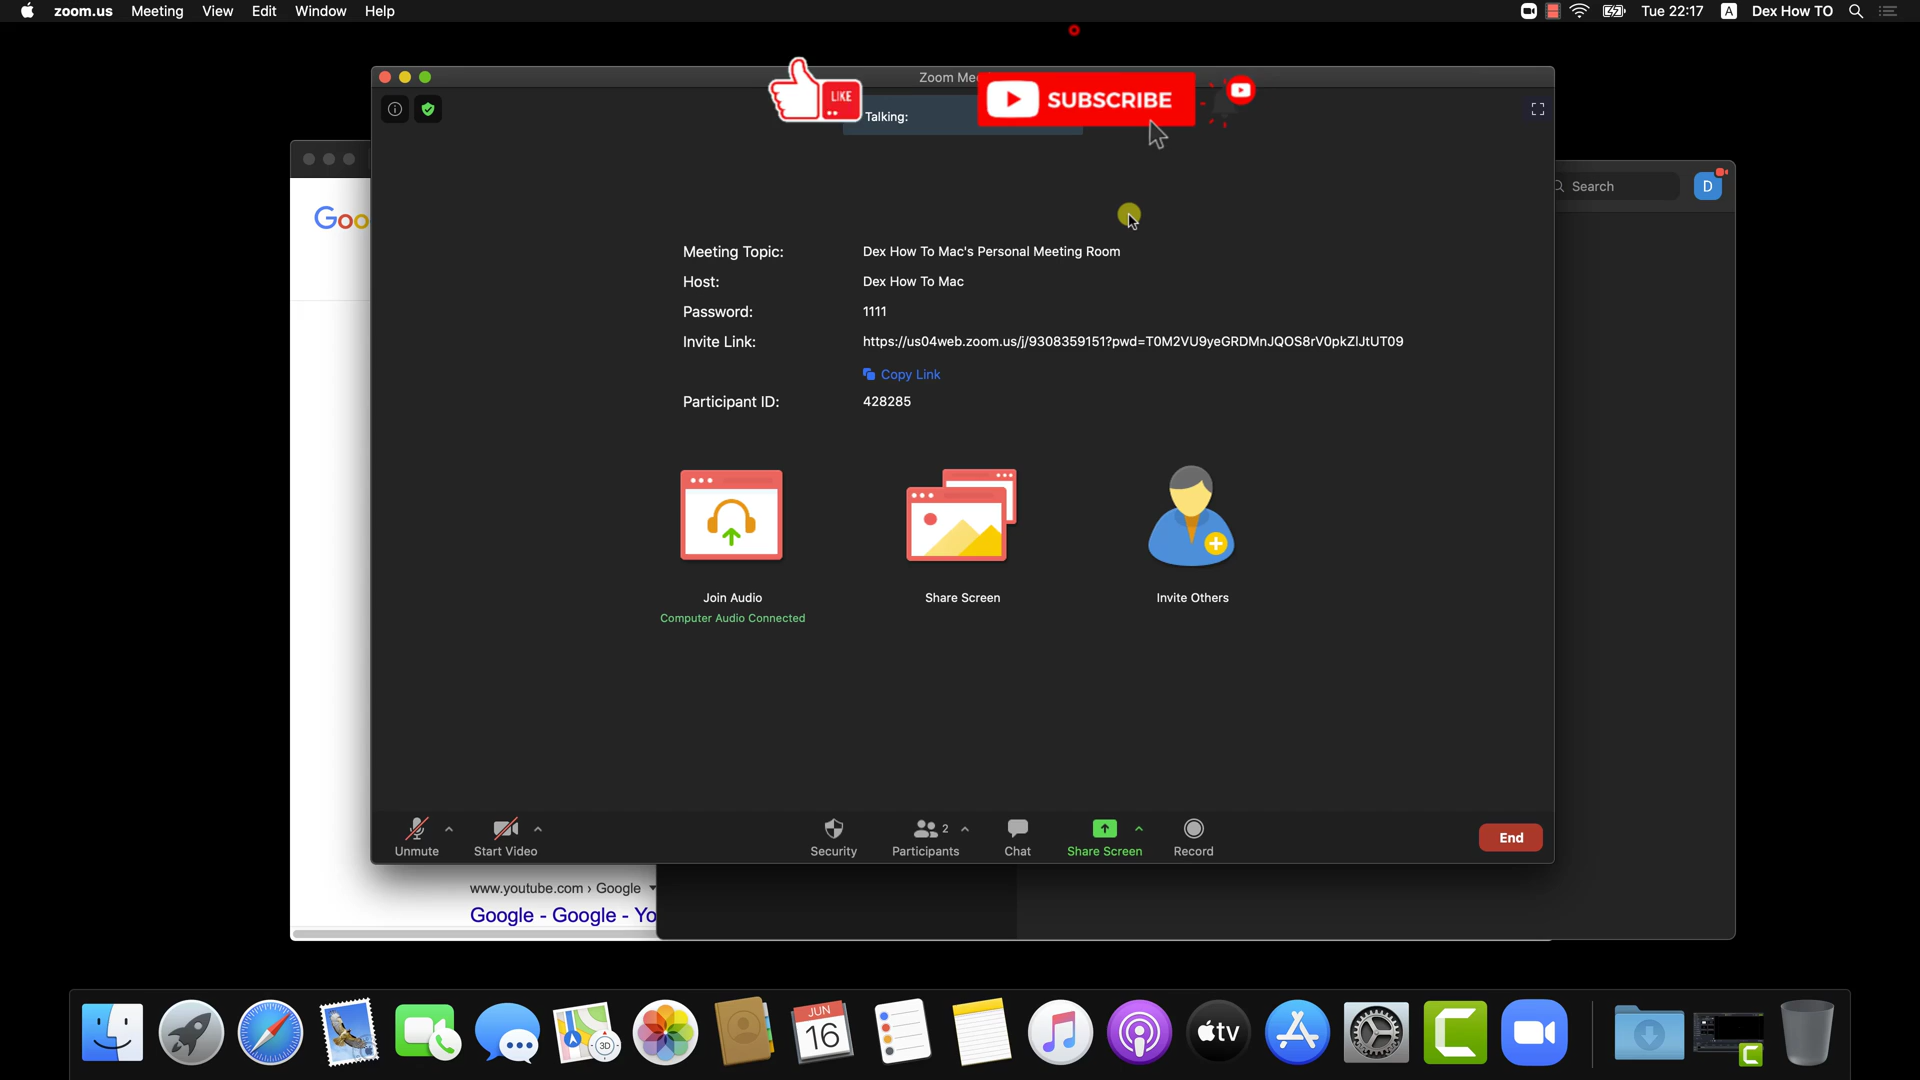 zoom.us Meeting View Edit Window Help
Tue 22:17 A Dex How TO
Zoom Mee
LIKE
SUBSCRIBE
Talking:
Search
D
Goo
Meeting Topic: Dex How To Mac's Personal Meeting Room
Host: Dex How To Mac
Password: 1111
Invite Link: https://us04web.zoom.us/j/9308359151?pwd=T0M2VU9yeGRDMnJQOS8rV0pkZlJtUT09
Copy Link
Participant ID: 428285
Join Audio
Computer Audio Connected
Share Screen
Invite Others
Unmute
Start Video
Security
2
Participants
Chat
Share Screen
Record
End
www.youtube.com › Google
Google - Google - Yo
3D
JUN
16
tv